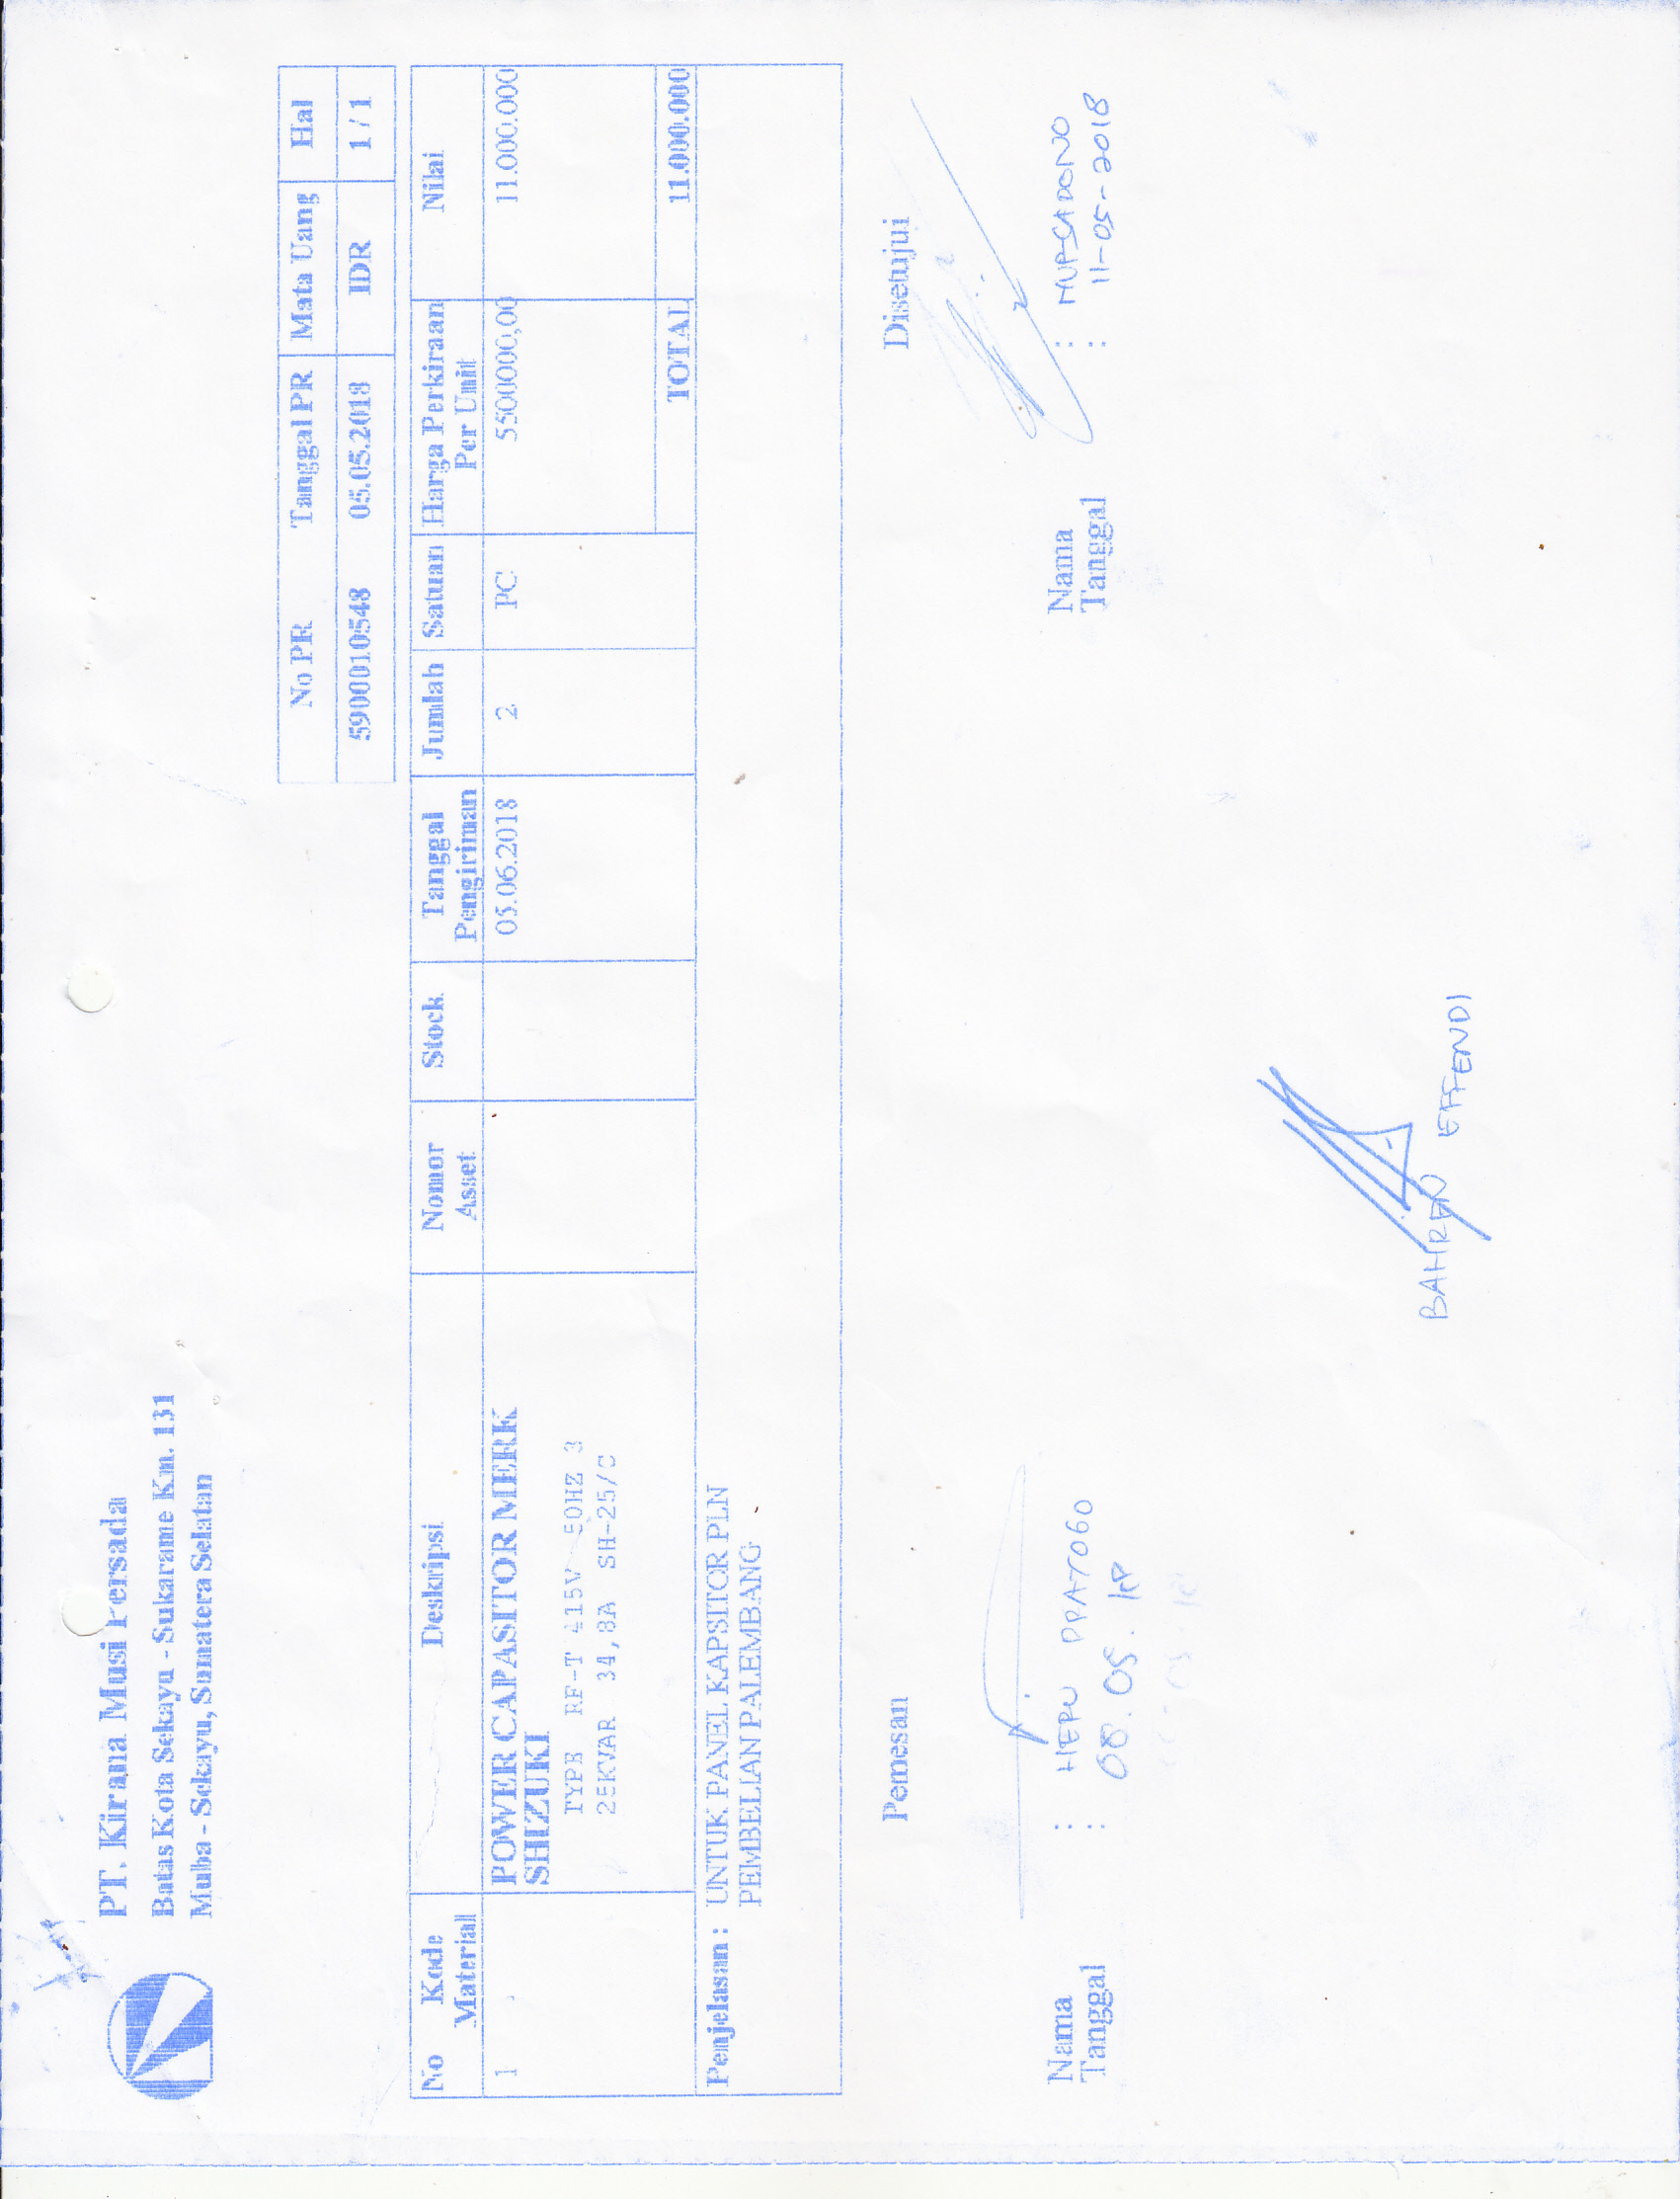 PT. Kirana Musi Persada
Batas Kota Sekayu - Sukarame Km. 131
Muba - Sekayu, Sumatera Selatan
No PR Tanggal PR Mata Uang Hal
5900010548 05.05.2018 IDR 1 / 1
No Kode Material Deskripsi Nomor Asset Stock Tanggal Pengiriman Jumlah Satuan Harga Perkiraan Per Unit Nilai
1 POWER CAPASITOR MERK 05.06.2018 2 PC 5500000,00 11.000.000
SHIZUKI
TYPE RF-T 415V 50HZ 3
25KVAR 34,8A SH-25/C
TOTAL 11.000.000
Penjelasan : UNTUK PANEL KAPSITOR PLN
PEMBELIAN PALEMBANG
Pemesan Disetujui
Nama : HERU PRATOGO
Tanggal : 08. 05.
Nama : NURSADONO
Tanggal : 11-05-2018
BAHREN EFFENDI